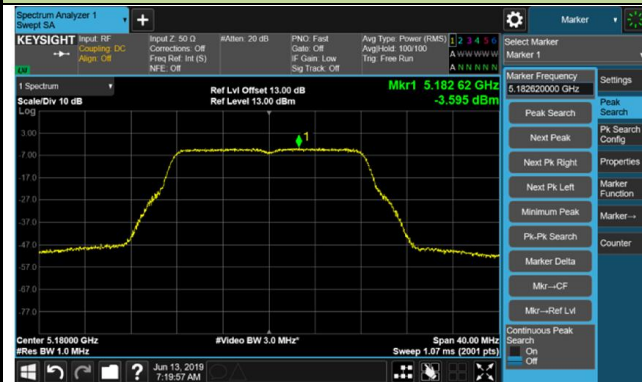 Spectrum Analyzer 1
Swept SA
Marker
KEYSIGHT
Input: RF
Coupling: DC
Align: Off
Input Z: 50 Ω
Corrections: Off
Freq Ref: Int (S)
NFE: Off
#Atten: 20 dB
PNO: Fast
Gate: Off
IF Gain: Low
Sig Track: Off
Avg Type: Power (RMS)
Avg|Hold: 100/100
Trig: Free Run
1 2 3 4 5 6
A W W W W W
A N N N N N
Select Marker
Marker 1
1 Spectrum
Scale/Div 10 dB
Log
Ref Lvl Offset 13.00 dB
Ref Level 13.00 dBm
Mkr1 5.182 62 GHz
-3.595 dBm
3.00
-7.00
-17.0
-27.0
-37.0
-47.0
-57.0
-67.0
-77.0
1
Center 5.18000 GHz
#Res BW 1.0 MHz
#Video BW 3.0 MHz*
Span 40.00 MHz
Sweep 1.07 ms (2001 pts)
Marker Frequency
5.182620000 GHz
Peak Search
Next Peak
Next Pk Right
Next Pk Left
Minimum Peak
Pk-Pk Search
Marker Delta
Mkr→CF
Mkr→Ref Lvl
Continuous Peak
Search
On
Off
Settings
Peak
Search
Pk Search
Config
Properties
Marker
Function
Marker→
Counter
Jun 13, 2019
7:19:57 AM